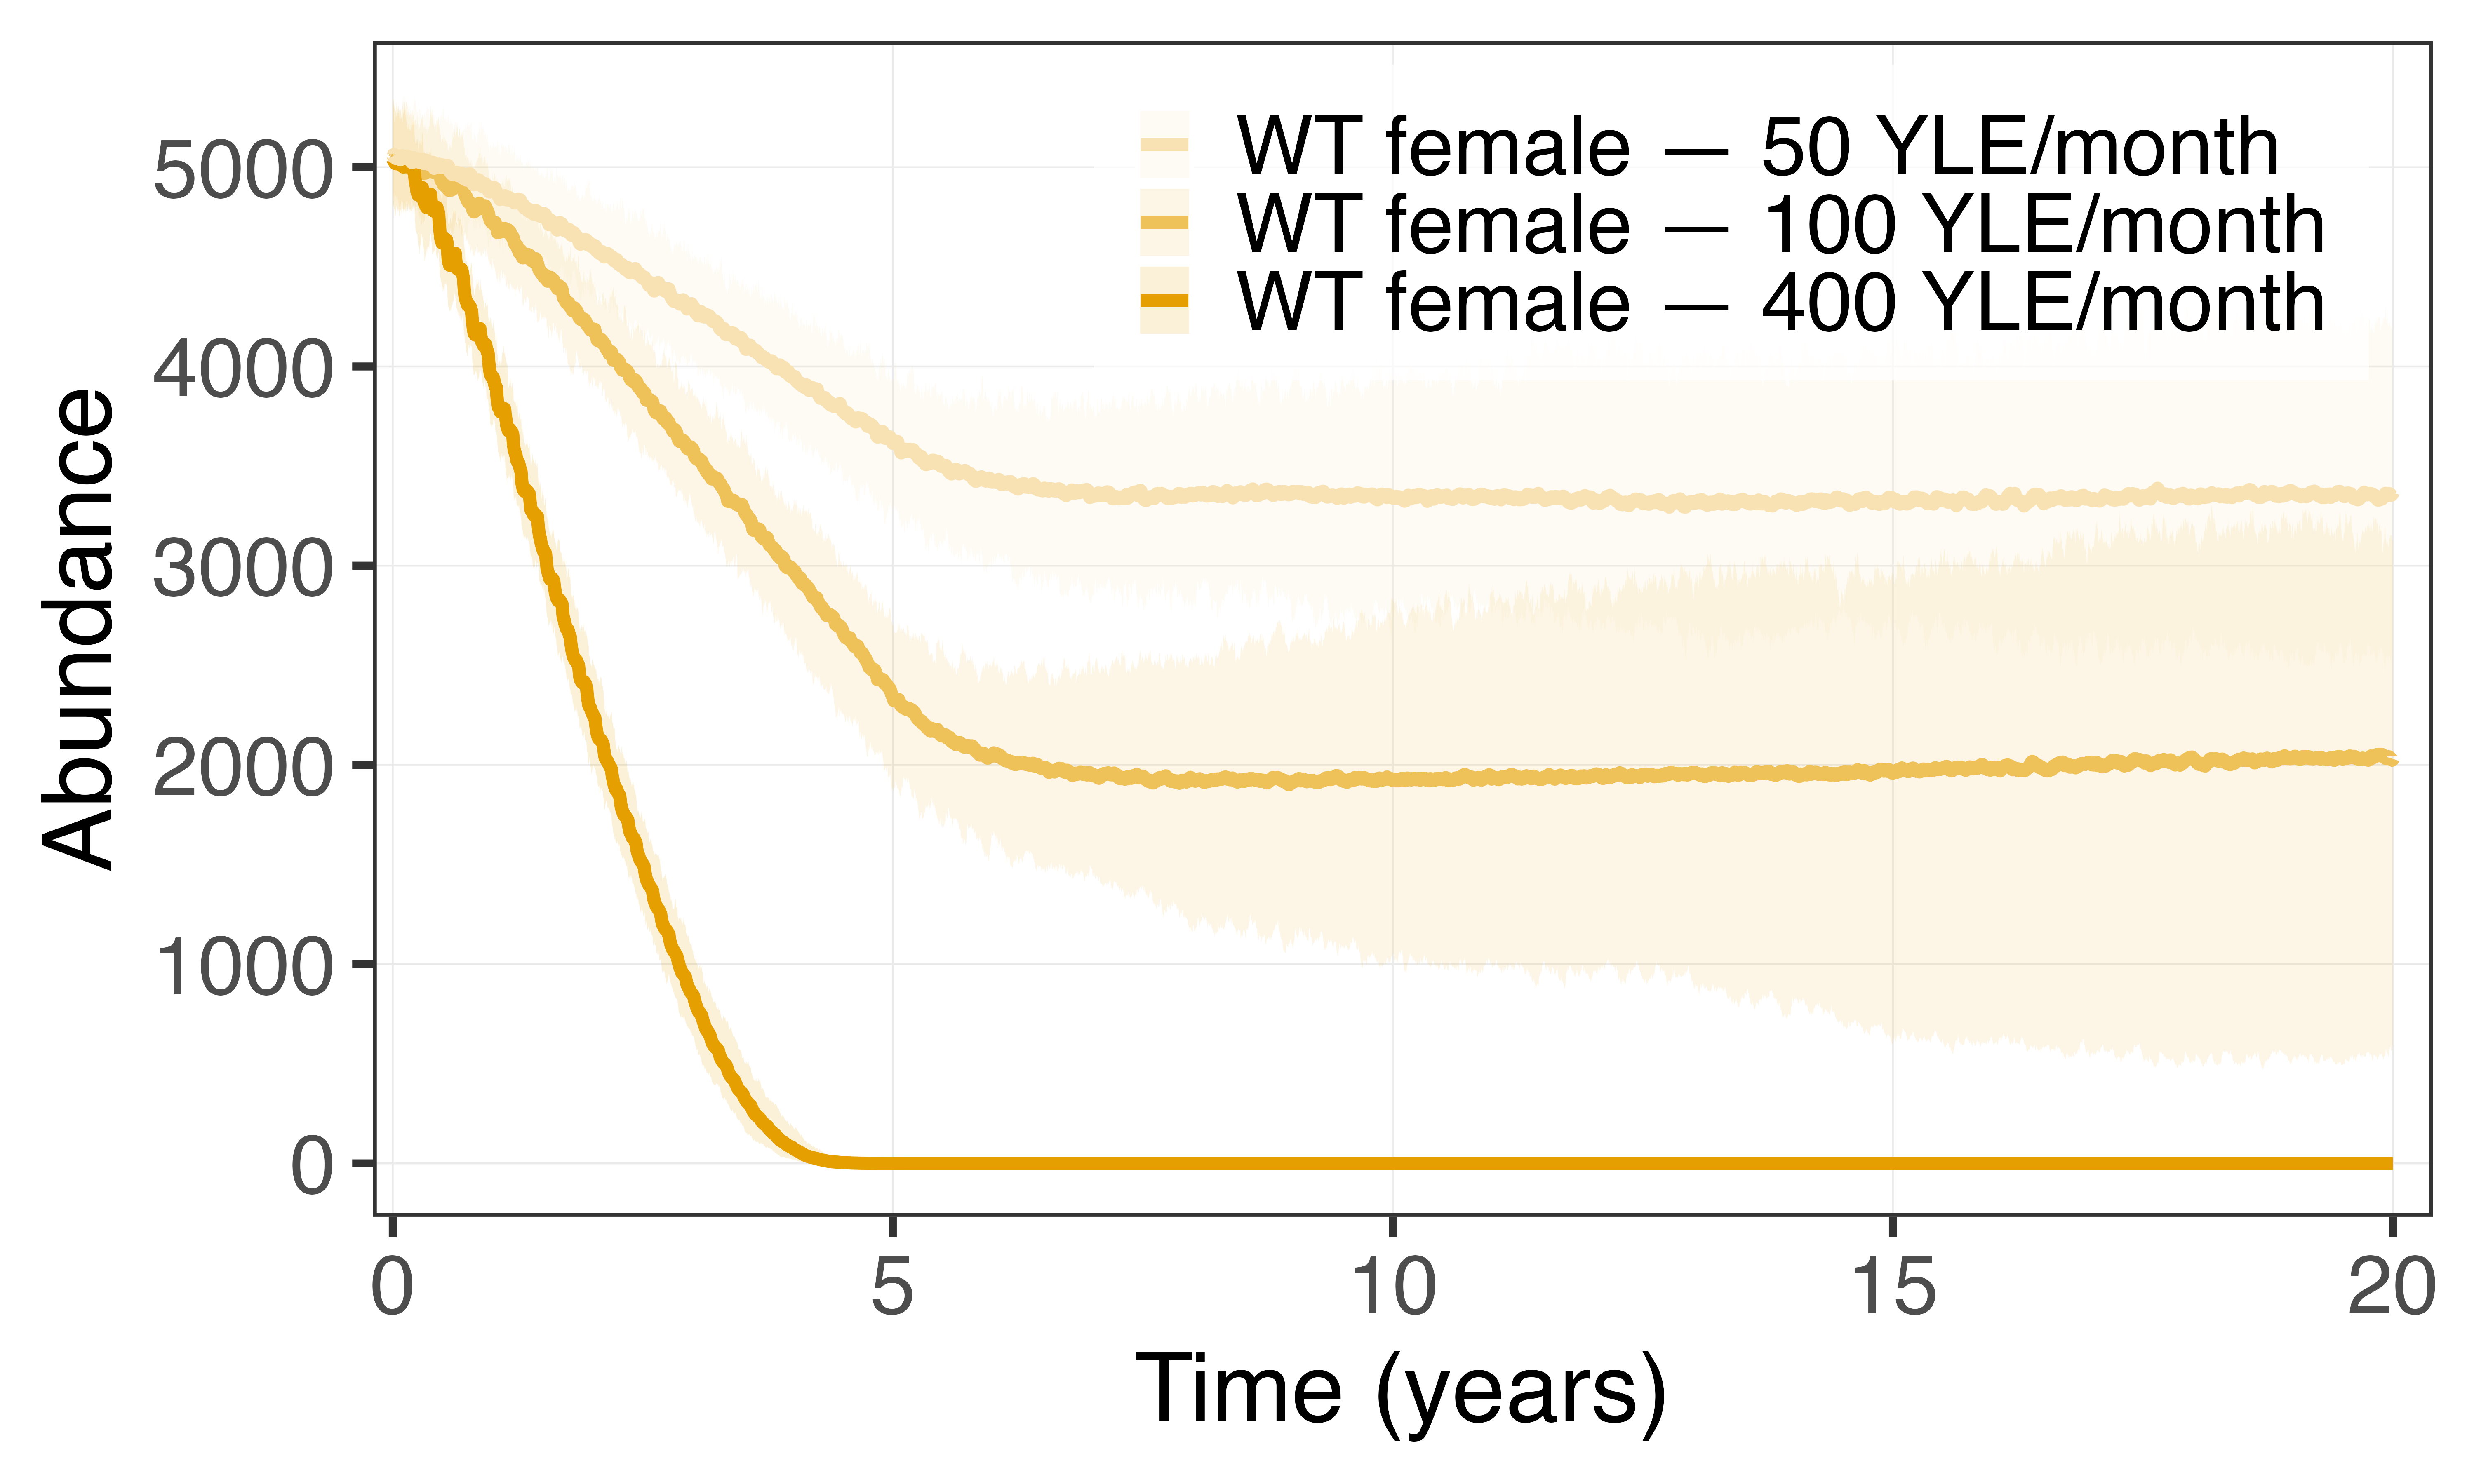 WT female — 50 YLE/month
WT female — 100 YLE/month
WT female — 400 YLE/month
Abundance
5000
4000
3000
2000
1000
0
0 5 10 15 20
Time (years)